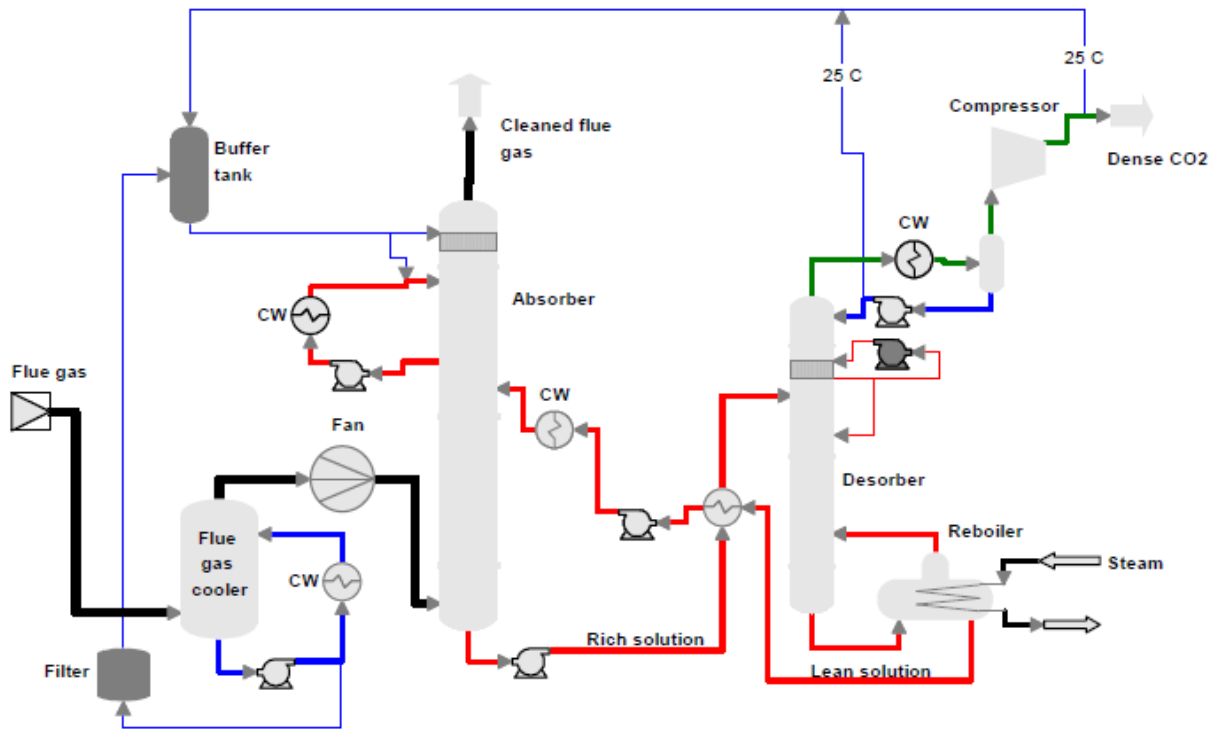 25 C
25 C
Compressor
Cleaned flue
gas
Buffer
tank
Dense CO2
CW
Absorber
CW
Flue gas
CW
Fan
Desorber
Flue
gas
cooler
Reboiler
CW
Steam
Rich solution
Filter
Lean solution